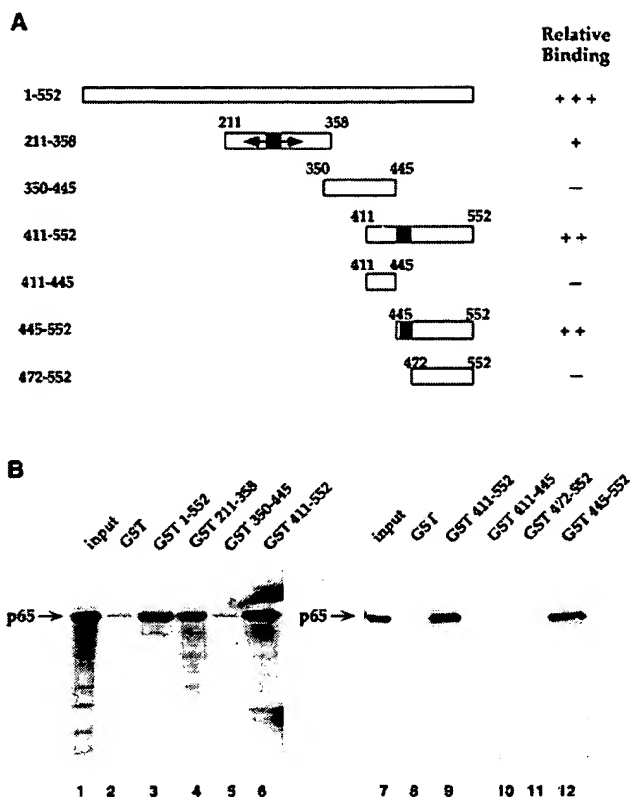 A
Relative
Binding
1-552 + + +
211 358
211-358 +
350 445
350-445 −
411 552
411-552 + +
411 445
411-445 −
445 552
445-552 + +
472 552
472-552 −
B
input GST GST 1-552 GST 211-358 GST 350-445 GST 411-552 input GST GST 411-552 GST 411-445 GST 472-552 GST 445-552
p65 → p65 →
1 2 3 4 5 6 7 8 9 10 11 12